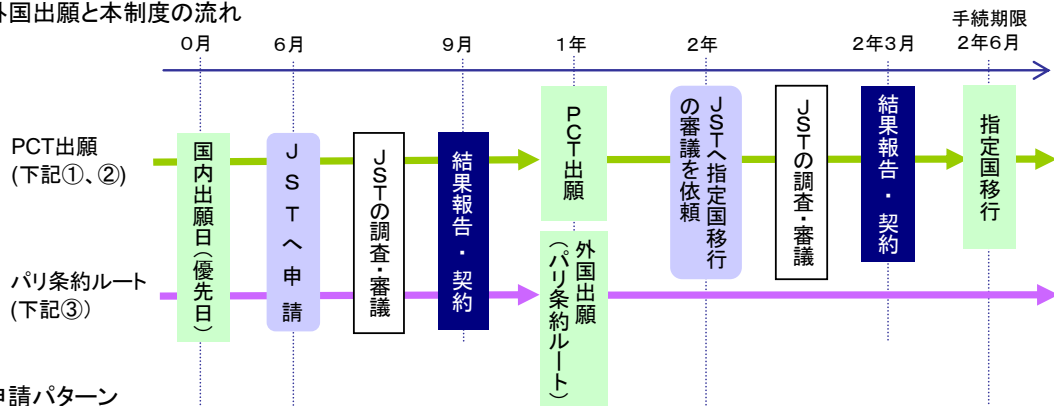 外国出願と本制度の流れ
手続期限
0月
6月
9月
1年
2年
2年3月
2年6月
PCT出願
(下記①、②)
パリ条約ルート
(下記③)
国内出願日(優先日)
JSTへ申請
JSTの調査・審議
結果報告・契約
PCT出願
外国出願
(パリ条約ルート)
JSTへ指定国移行
の審議を依頼
JSTの調査・審議
結果報告・契約
指定国移行
申請パターン